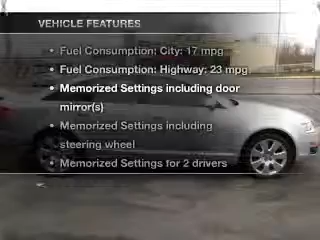 VEHICLE FEATURES
• Fuel Consumption: City: 17 mpg
• Fuel Consumption: Highway: 23 mpg
• Memorized Settings including door
mirror(s)
• Memorized Settings including
steering wheel
• Memorized Settings for 2 drivers